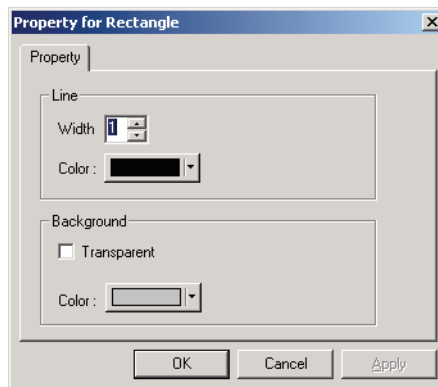 Property for Rectangle
Property
Line
Width 1
Color :
Background
Transparent
Color :
OK Cancel Apply